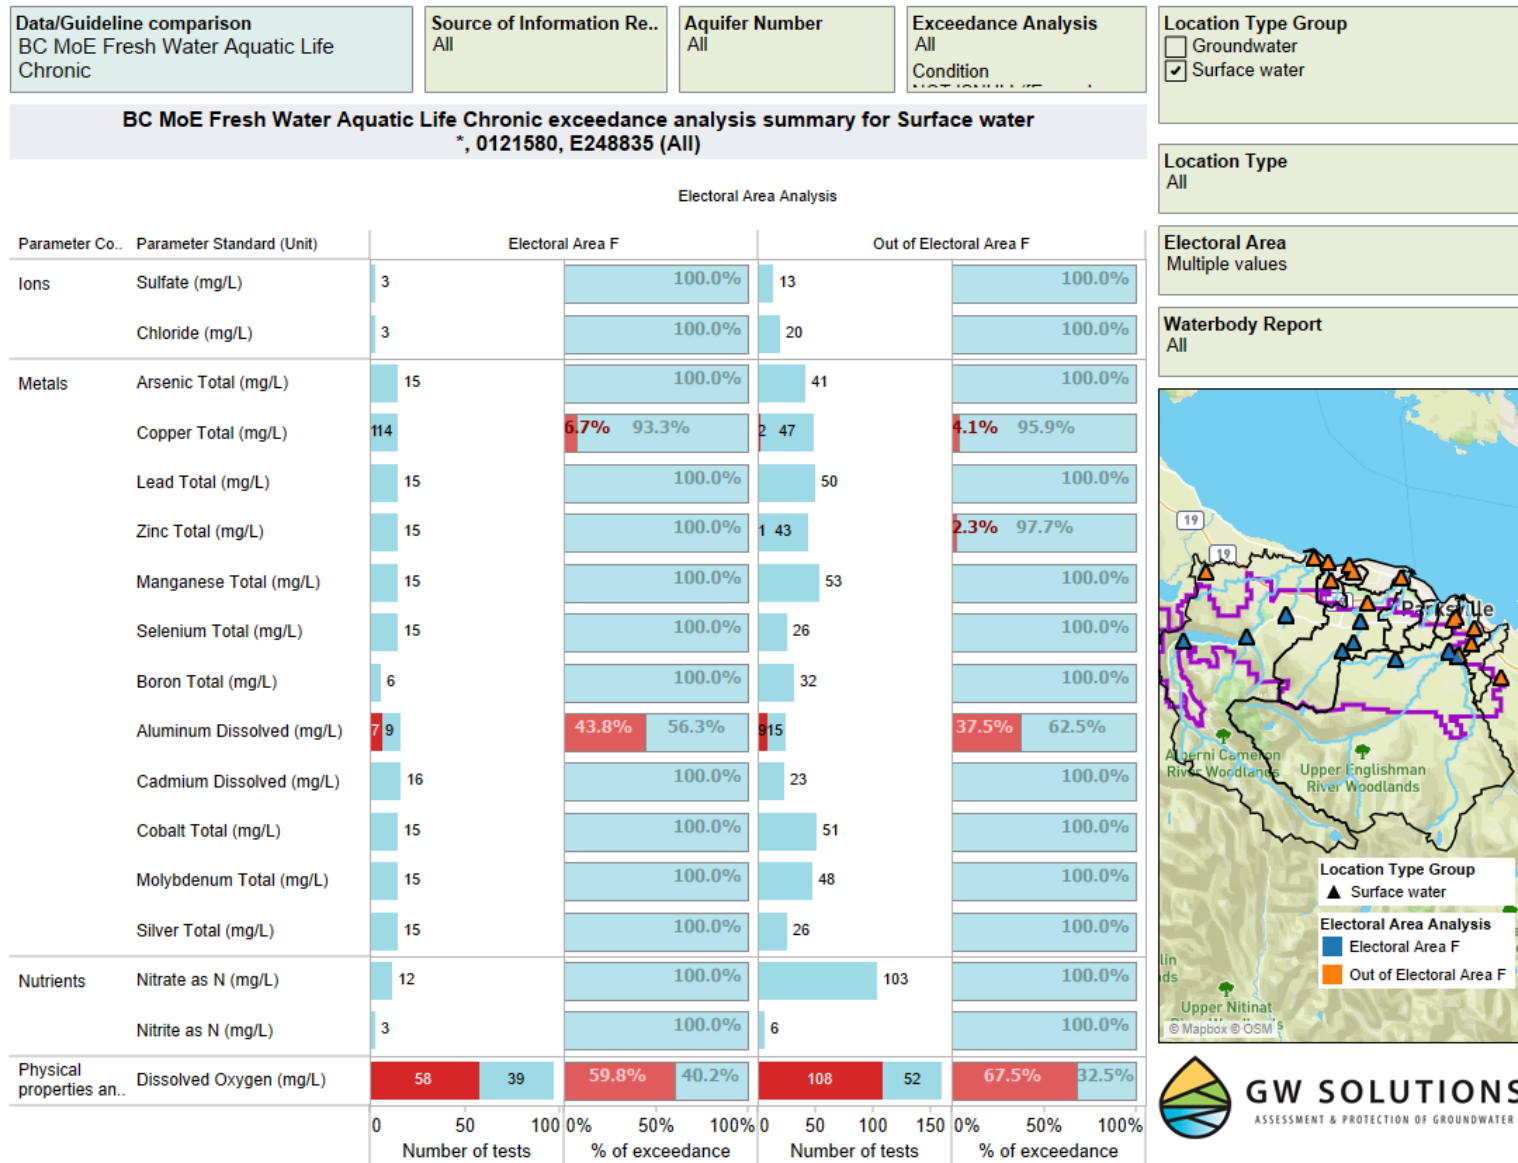 Data/Guideline comparison
BC MoE Fresh Water Aquatic Life
Chronic
Source of Information Re..
All
Aquifer Number
All
Exceedance Analysis
All
Condition
Location Type Group
Groundwater
Surface water
BC MoE Fresh Water Aquatic Life Chronic exceedance analysis summary for Surface water
*, 0121580, E248835 (All)
Location Type
All
Electoral Area
Multiple values
Waterbody Report
All
Electoral Area Analysis
Parameter Co.. Parameter Standard (Unit) Electoral Area F Out of Electoral Area F
Ions Sulfate (mg/L) 3 100.0% 13 100.0%
Chloride (mg/L) 3 100.0% 20 100.0%
Metals Arsenic Total (mg/L) 15 100.0% 41 100.0%
Copper Total (mg/L) 1 14 6.7% 93.3% 2 47 4.1% 95.9%
Lead Total (mg/L) 15 100.0% 50 100.0%
Zinc Total (mg/L) 15 100.0% 1 43 2.3% 97.7%
Manganese Total (mg/L) 15 100.0% 53 100.0%
Selenium Total (mg/L) 15 100.0% 26 100.0%
Boron Total (mg/L) 6 100.0% 32 100.0%
Aluminum Dissolved (mg/L) 7 9 43.8% 56.3% 9 15 37.5% 62.5%
Cadmium Dissolved (mg/L) 16 100.0% 23 100.0%
Cobalt Total (mg/L) 15 100.0% 51 100.0%
Molybdenum Total (mg/L) 15 100.0% 48 100.0%
Silver Total (mg/L) 15 100.0% 26 100.0%
Nutrients Nitrate as N (mg/L) 12 100.0% 103 100.0%
Nitrite as N (mg/L) 3 100.0% 6 100.0%
Physical
properties an.. Dissolved Oxygen (mg/L) 58 39 59.8% 40.2% 108 52 67.5% 32.5%
0 50 100 0% 50% 100% 0 50 100 150 0% 50% 100%
Number of tests % of exceedance Number of tests % of exceedance
19
19
Parksville
Alberni Cameron
River Woodlands
Upper Englishman
River Woodlands
Upper Nitinat
© Mapbox © OSM
Location Type Group
Surface water
Electoral Area Analysis
Electoral Area F
Out of Electoral Area F
GW SOLUTIONS
ASSESSMENT & PROTECTION OF GROUNDWATER